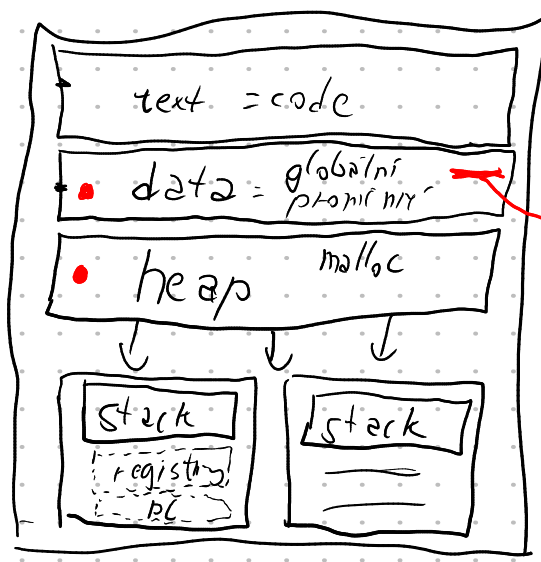 text = code
data = globální
proměnné
heap malloc
stack
registry
PC
stack